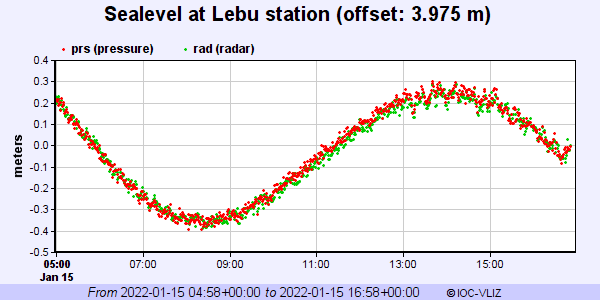 Sealevel at Lebu station (offset: 3.975 m)
prs (pressure) rad (radar)
meters
0.4
0.3
0.2
0.1
0.0
-0.1
-0.2
-0.3
-0.4
-0.5
05:00 07:00 09:00 11:00 13:00 15:00
Jan 15
From 2022-01-15 04:58+00:00 to 2022-01-15 16:58+00:00 © IOC-VLIZ